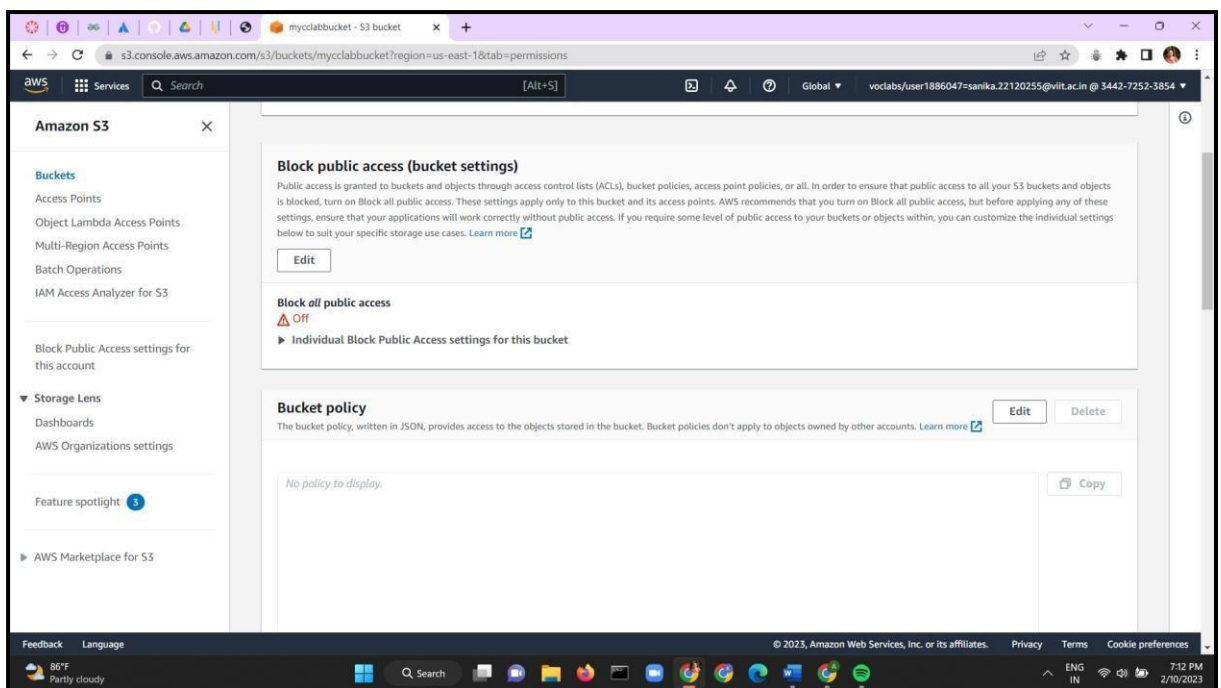 mycclabbucket - S3 bucket
s3.console.aws.amazon.com/s3/buckets/mycclabbucket?region=us-east-1&tab=permissions
aws
Services
Search
[Alt+S]
Global
voclabs/user1886047=sanika.22120255@viit.ac.in @ 3442-7252-3854
Amazon S3
Buckets
Access Points
Object Lambda Access Points
Multi-Region Access Points
Batch Operations
IAM Access Analyzer for S3
Block Public Access settings for
this account
Storage Lens
Dashboards
AWS Organizations settings
Feature spotlight 3
AWS Marketplace for S3
Block public access (bucket settings)
Public access is granted to buckets and objects through access control lists (ACLs), bucket policies, access point policies, or all. In order to ensure that public access to all your S3 buckets and objects
is blocked, turn on Block all public access. These settings apply only to this bucket and its access points. AWS recommends that you turn on Block all public access, but before applying any of these
settings, ensure that your applications will work correctly without public access. If you require some level of public access to your buckets or objects within, you can customize the individual settings
below to suit your specific storage use cases. Learn more
Edit
Block all public access
Off
Individual Block Public Access settings for this bucket
Bucket policy
The bucket policy, written in JSON, provides access to the objects stored in the bucket. Bucket policies don't apply to objects owned by other accounts. Learn more
Edit
Delete
No policy to display.
Copy
Feedback
Language
© 2023, Amazon Web Services, Inc. or its affiliates.
Privacy
Terms
Cookie preferences
86°F
Partly cloudy
Search
ENG
IN
7:12 PM
2/10/2023